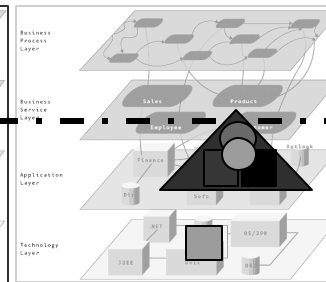 Business
Process
Layer
Business
Service
Layer
Sales
Product
Employee
Outlook
Finance
Application
Layer
Technology
Layer
.NET
OS/390
J2EE